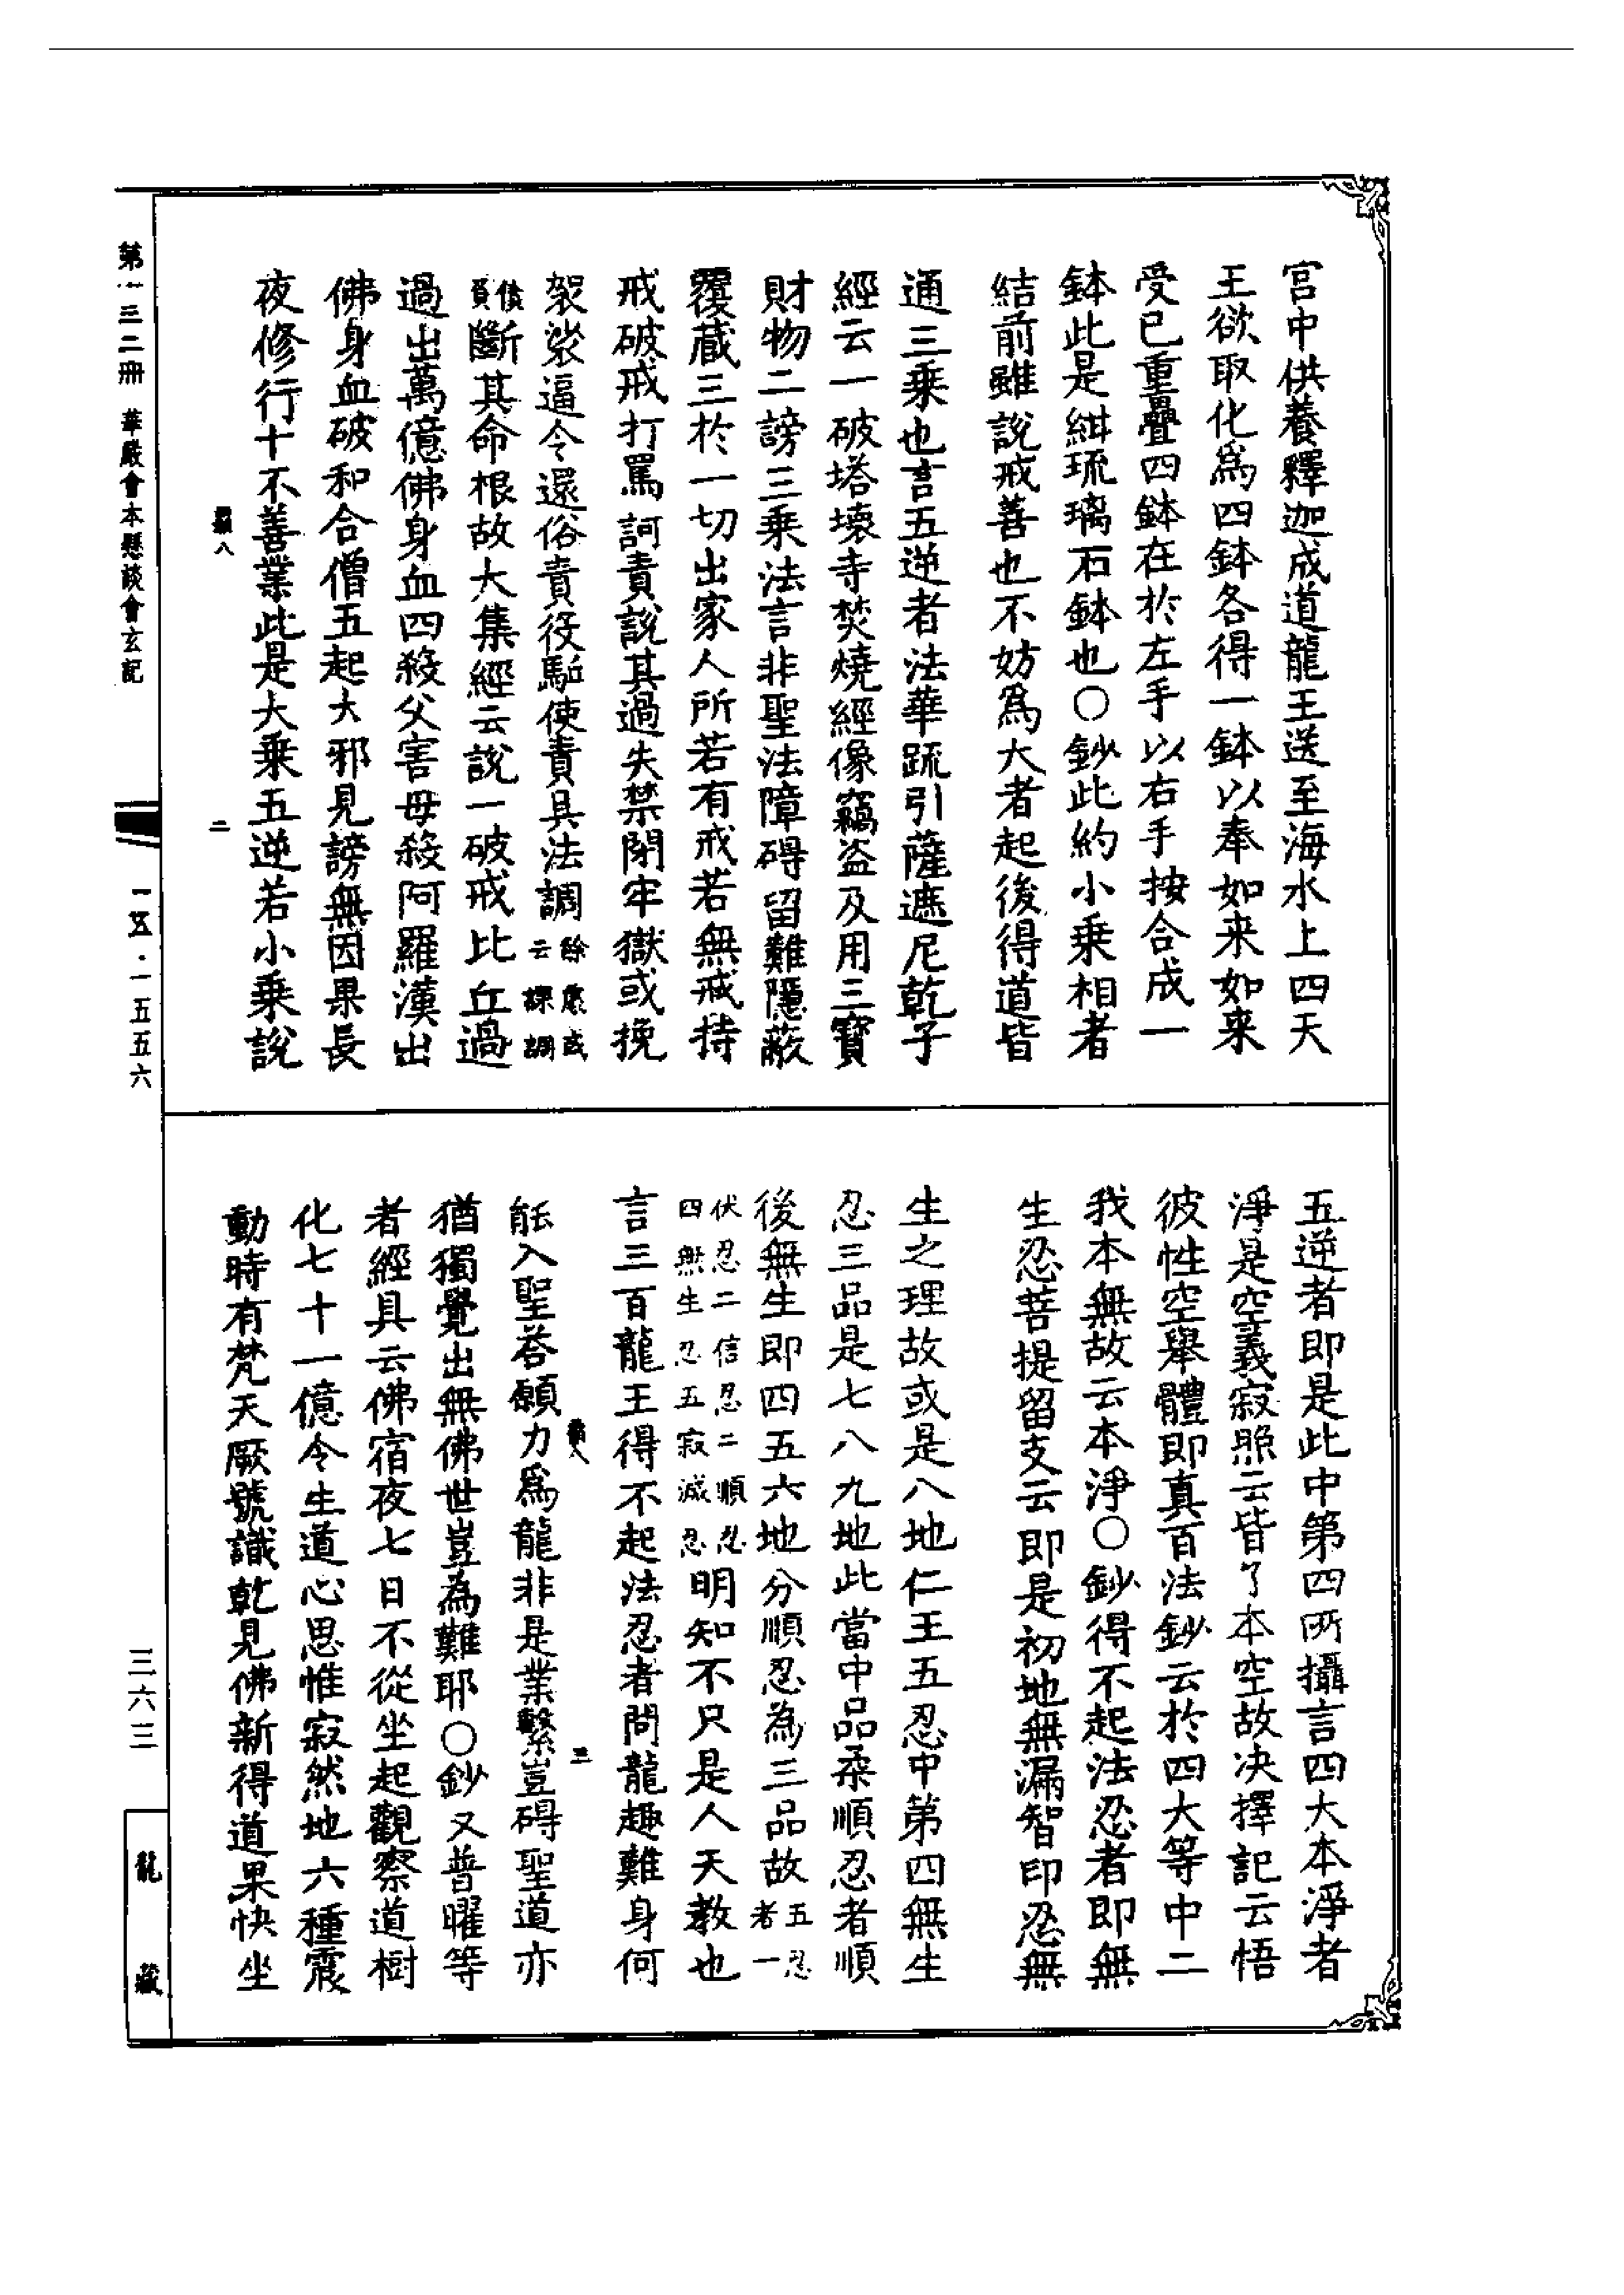 宫中供養釋迦成道龍王送至海水上四天
王欲取化爲四鉢各得一鉢以奉如来如来
受已重疊四鉢在於左手以右手按合成一
鉢此是紺琉璃石鉢也○鈔此約小乗相者
結前雖説戒善也不妨爲大者起後得道皆
通三乗也言五逆者法華䟽引薩遮尼乾子
經云一破塔壞寺焚燒經像竊盜及用三寶
財物二謗三乗法言非聖法障碍留難隱蔽
覆蔵三於一切出家人所若有戒若無戒持
戒破戒打罵訶責説其過失禁閉牢獄或挽
袈裟逼令還俗責役駈使責具法調餘處或云課調
債負斷其命根故大集經云説一破戒比丘過
過出萬億佛身血四殺父害母殺阿羅漢出
佛身血破和合僧五起大邪見謗無因果長
夜修行十不善業此是大乗五逆若小乗說
八 二
五逆者即是此中第四所攝言四大本淨者
淨是空義寂照云皆了本空故决擇記云悟
彼性空舉體即真百法鈔云於四大等中二
我本無故云本淨○鈔得不起法忍者即無
生忍菩提留支云即是初地無漏智印忍無
生之理故或是八地仁王五忍中第四無生
忍三品是七八九地此當中品柔順忍者順
後無生即四五六地分順忍為三品故五忍者一
伏忍二信忍二順忍四無生忍五寂滅忍明知不只是人天教也
言三百龍王得不起法忍者問龍趣難身何
八 三
能入聖荅願力爲龍非是業繫豈碍聖道亦
猶獨覺出無佛世豈為難耶○鈔又普曜等
者經具云佛宿夜七日不從坐起觀察道樹
化七十一億令生道心思惟寂然地六種震
動時有梵天厥號識乾見佛新得道果快坐
第一三二冊 華嚴會本懸談會玄記
一五·一五五六
三六三
龍藏